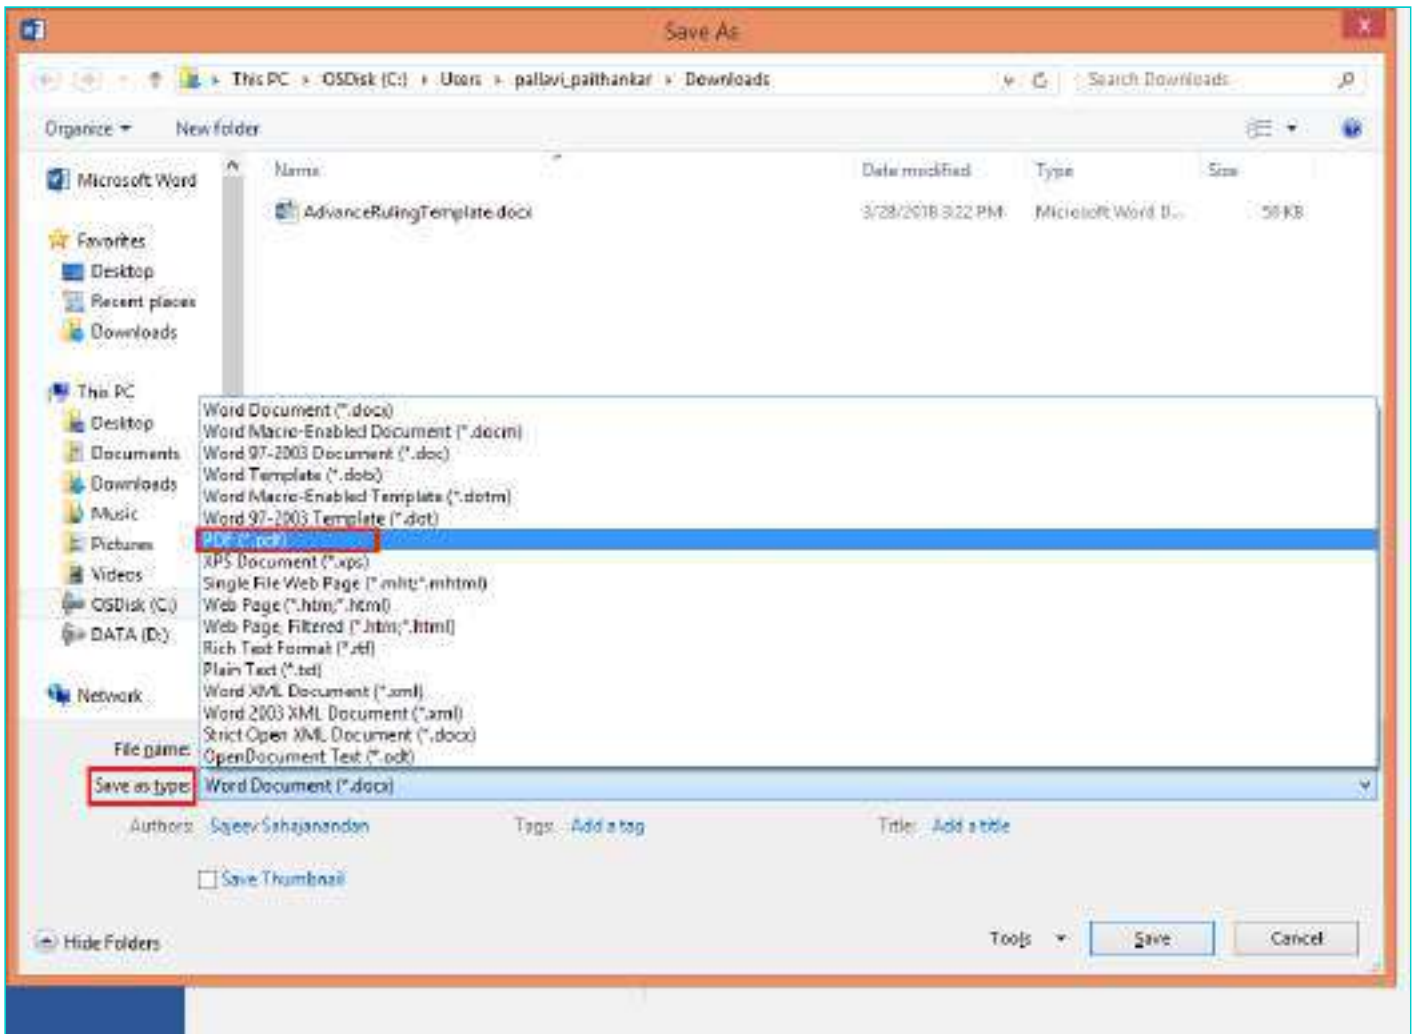 Save As
This PC ▸ OSDisk (C:) ▸ Users ▸ pallavi_paithankar ▸ Downloads
Search Downloads
Organize
New folder
Microsoft Word
Favorites
Desktop
Recent places
Downloads
This PC
Desktop
Documents
Downloads
Music
Pictures
Videos
OSDisk (C:)
DATA (D:)
Network
Name
Date modified
Type
Size
AdvanceRulingTemplate.docx
3/28/2018 3:22 PM
Microsoft Word D...
58 KB
Word Document (*.docx)
Word Macro-Enabled Document (*.docm)
Word 97-2003 Document (*.doc)
Word Template (*.dotx)
Word Macro-Enabled Template (*.dotm)
Word 97-2003 Template (*.dot)
PDF (*.pdf)
XPS Document (*.xps)
Single File Web Page (*.mht;*.mhtml)
Web Page (*.htm;*.html)
Web Page, Filtered (*.htm;*.html)
Rich Text Format (*.rtf)
Plain Text (*.txt)
Word XML Document (*.xml)
Word 2003 XML Document (*.xml)
Strict Open XML Document (*.docx)
OpenDocument Text (*.odt)
File name:
Save as type: Word Document (*.docx)
Authors: Sajeev Sahajanandan
Tags: Add a tag
Title: Add a title
Save Thumbnail
Hide Folders
Tools
Save
Cancel